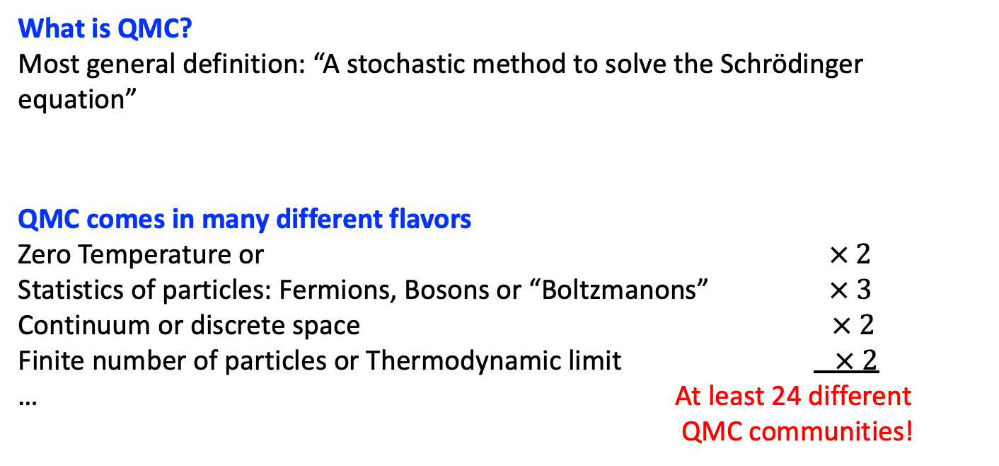 What is QMC?
Most general definition: “A stochastic method to solve the Schrödinger
equation”
QMC comes in many different flavors
Zero Temperature or × 2
Statistics of particles: Fermions, Bosons or “Boltzmanons” × 3
Continuum or discrete space × 2
Finite number of particles or Thermodynamic limit × 2
... At least 24 different
QMC communities!